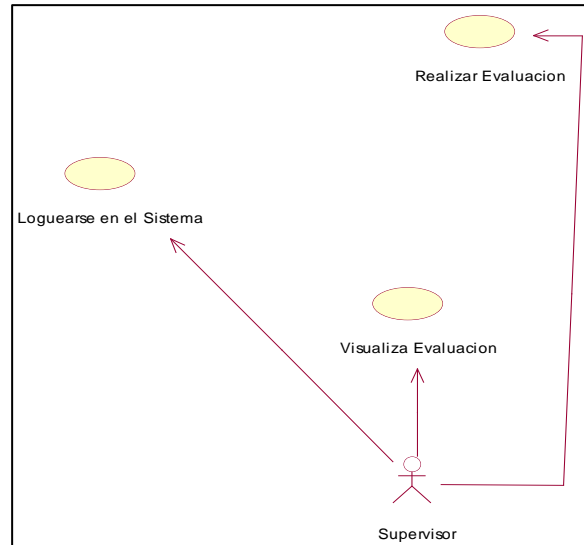 Realizar Evaluacion
Loguearse en el Sistema
Visualiza Evaluacion
Supervisor